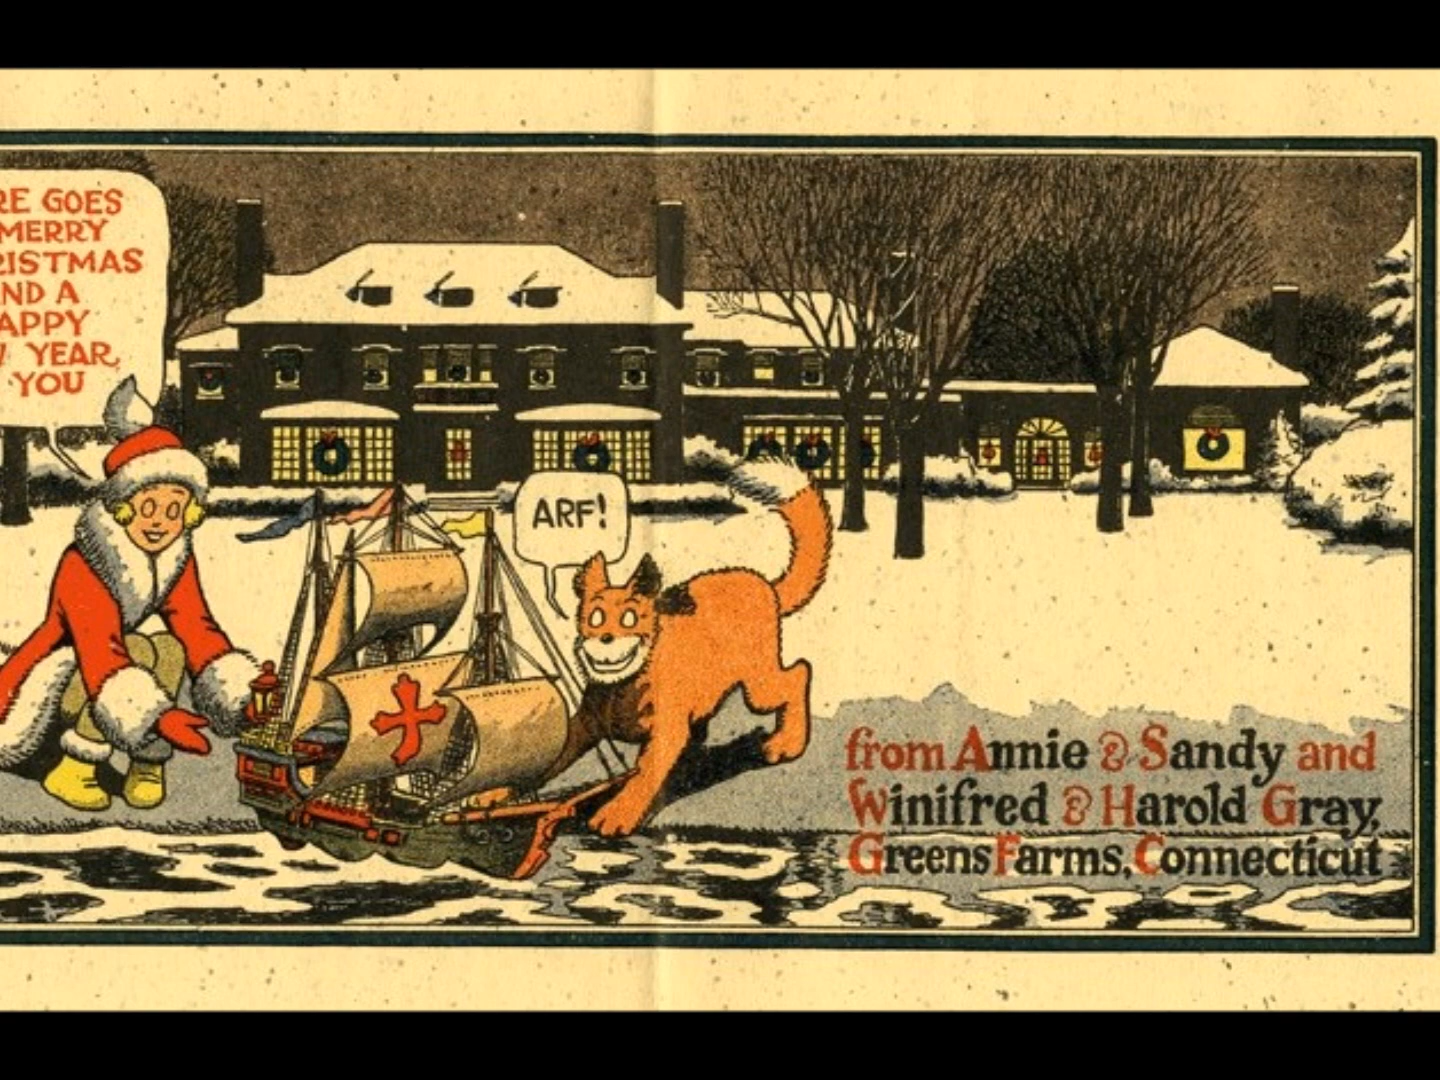 RE GOES
MERRY
RISTMAS
ND A
APPY
YEAR,
YOU
ARF!
from Annie & Sandy and
Winifred & Harold Gray,
Greens Farms, Connecticut